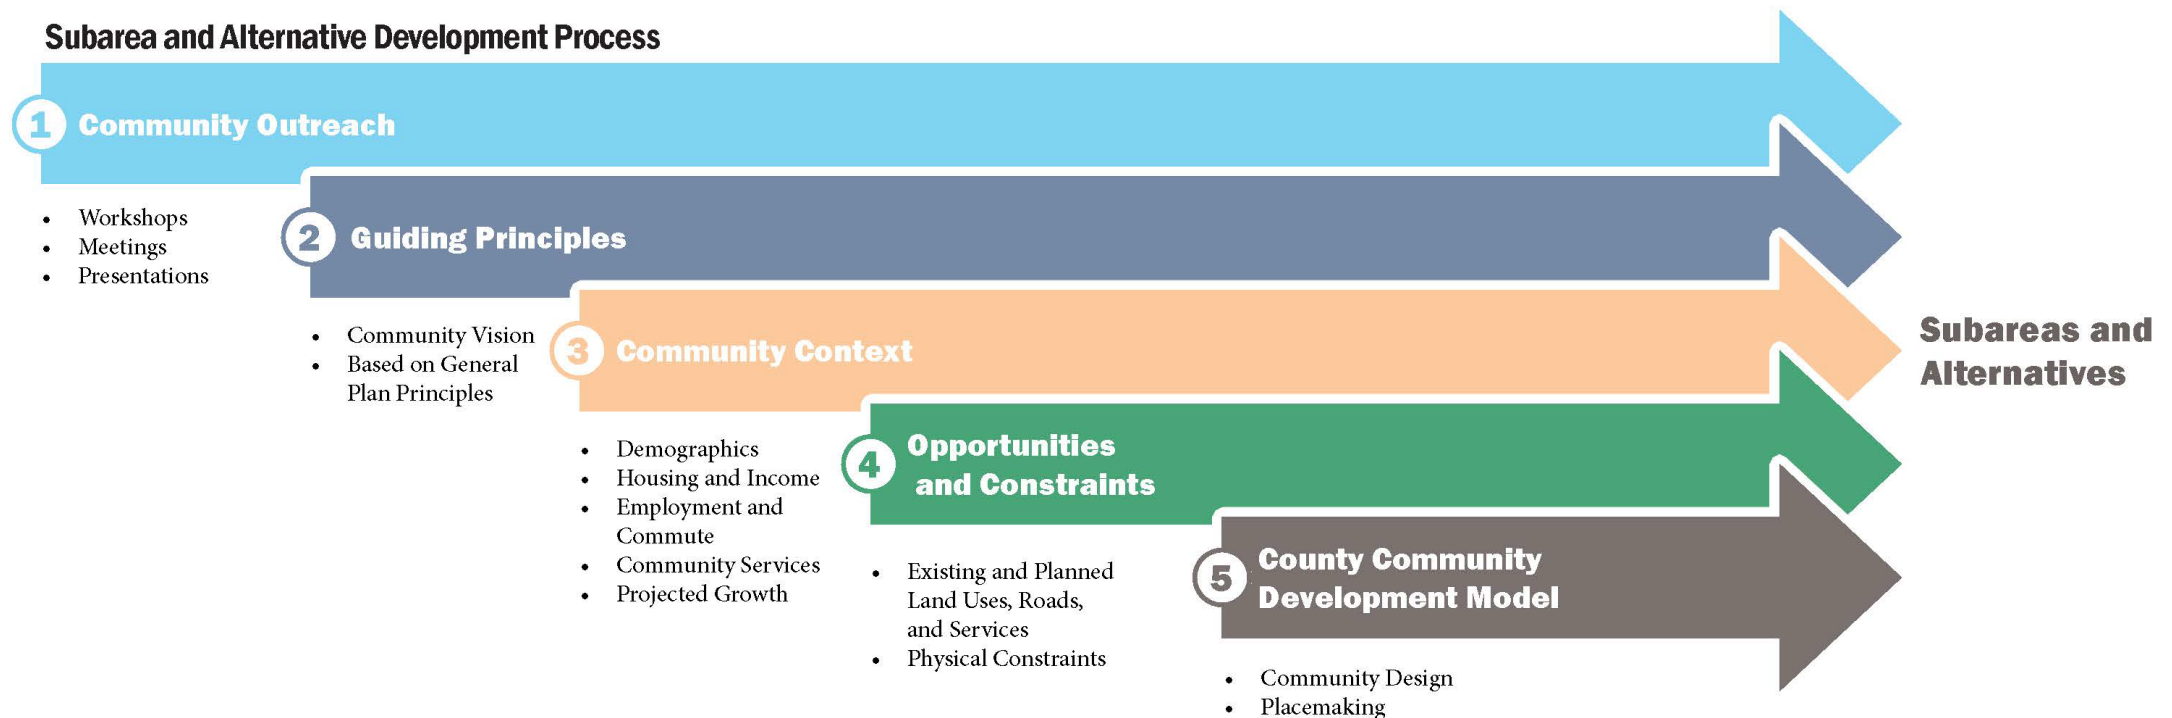 Subarea and Alternative Development Process
1 Community Outreach
• Workshops
• Meetings
• Presentations
2 Guiding Principles
• Community Vision
• Based on General
Plan Principles
3 Community Context
• Demographics
• Housing and Income
• Employment and
Commute
• Community Services
• Projected Growth
4 Opportunities
and Constraints
• Existing and Planned
Land Uses, Roads,
and Services
• Physical Constraints
5 County Community
Development Model
• Community Design
• Placemaking
Subareas and
Alternatives